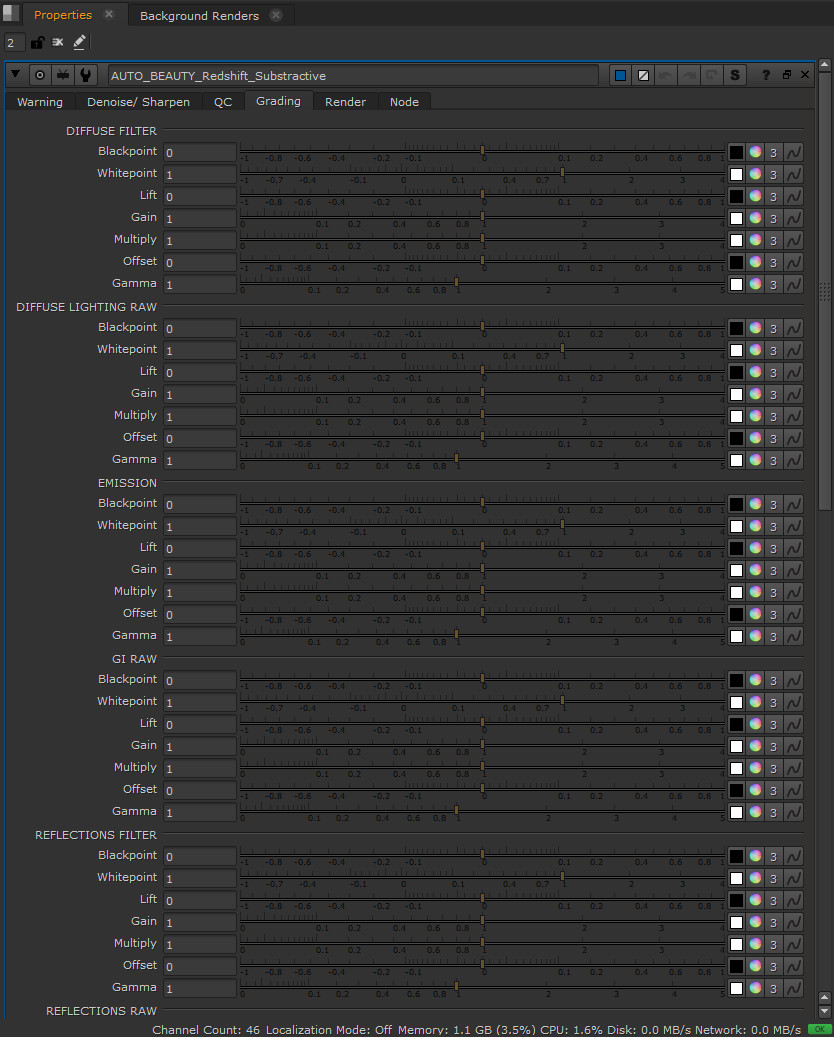 Properties Background Renders
2
AUTO_BEAUTY_Redshift_Substractive S ?
Warning Denoise/ Sharpen QC Grading Render Node
DIFFUSE FILTER
Blackpoint 0 3
-1 -0.8 -0.6 -0.4 -0.2 -0.1 0 0.1 0.2 0.4 0.6 0.8 1
Whitepoint 1 3
-1 -0.7 -0.4 -0.1 0 0.1 0.4 0.7 1 2 3 4
Lift 0 3
-1 -0.8 -0.6 -0.4 -0.2 -0.1 0 0.1 0.2 0.4 0.6 0.8 1
Gain 1 3
0 0.1 0.2 0.4 0.6 0.8 1 2 3 4
Multiply 1 3
0 0.1 0.2 0.4 0.6 0.8 1 2 3 4
Offset 0 3
-1 -0.8 -0.6 -0.4 -0.2 -0.1 0 0.1 0.2 0.4 0.6 0.8 1
Gamma 1 3
0 0.1 0.2 0.4 0.6 0.8 1 2 3 4 5
DIFFUSE LIGHTING RAW
Blackpoint 0 3
-1 -0.8 -0.6 -0.4 -0.2 -0.1 0 0.1 0.2 0.4 0.6 0.8 1
Whitepoint 1 3
-1 -0.7 -0.4 -0.1 0 0.1 0.4 0.7 1 2 3 4
Lift 0 3
-1 -0.8 -0.6 -0.4 -0.2 -0.1 0 0.1 0.2 0.4 0.6 0.8 1
Gain 1 3
0 0.1 0.2 0.4 0.6 0.8 1 2 3 4
Multiply 1 3
0 0.1 0.2 0.4 0.6 0.8 1 2 3 4
Offset 0 3
-1 -0.8 -0.6 -0.4 -0.2 -0.1 0 0.1 0.2 0.4 0.6 0.8 1
Gamma 1 3
0 0.1 0.2 0.4 0.6 0.8 1 2 3 4 5
EMISSION
Blackpoint 0 3
-1 -0.8 -0.6 -0.4 -0.2 -0.1 0 0.1 0.2 0.4 0.6 0.8 1
Whitepoint 1 3
-1 -0.7 -0.4 -0.1 0 0.1 0.4 0.7 1 2 3 4
Lift 0 3
-1 -0.8 -0.6 -0.4 -0.2 -0.1 0 0.1 0.2 0.4 0.6 0.8 1
Gain 1 3
0 0.1 0.2 0.4 0.6 0.8 1 2 3 4
Multiply 1 3
0 0.1 0.2 0.4 0.6 0.8 1 2 3 4
Offset 0 3
-1 -0.8 -0.6 -0.4 -0.2 -0.1 0 0.1 0.2 0.4 0.6 0.8 1
Gamma 1 3
0 0.1 0.2 0.4 0.6 0.8 1 2 3 4 5
GI RAW
Blackpoint 0 3
-1 -0.8 -0.6 -0.4 -0.2 -0.1 0 0.1 0.2 0.4 0.6 0.8 1
Whitepoint 1 3
-1 -0.7 -0.4 -0.1 0 0.1 0.4 0.7 1 2 3 4
Lift 0 3
-1 -0.8 -0.6 -0.4 -0.2 -0.1 0 0.1 0.2 0.4 0.6 0.8 1
Gain 1 3
0 0.1 0.2 0.4 0.6 0.8 1 2 3 4
Multiply 1 3
0 0.1 0.2 0.4 0.6 0.8 1 2 3 4
Offset 0 3
-1 -0.8 -0.6 -0.4 -0.2 -0.1 0 0.1 0.2 0.4 0.6 0.8 1
Gamma 1 3
0 0.1 0.2 0.4 0.6 0.8 1 2 3 4 5
REFLECTIONS FILTER
Blackpoint 0 3
-1 -0.8 -0.6 -0.4 -0.2 -0.1 0 0.1 0.2 0.4 0.6 0.8 1
Whitepoint 1 3
-1 -0.7 -0.4 -0.1 0 0.1 0.4 0.7 1 2 3 4
Lift 0 3
-1 -0.8 -0.6 -0.4 -0.2 -0.1 0 0.1 0.2 0.4 0.6 0.8 1
Gain 1 3
0 0.1 0.2 0.4 0.6 0.8 1 2 3 4
Multiply 1 3
0 0.1 0.2 0.4 0.6 0.8 1 2 3 4
Offset 0 3
-1 -0.8 -0.6 -0.4 -0.2 -0.1 0 0.1 0.2 0.4 0.6 0.8 1
Gamma 1 3
0 0.1 0.2 0.4 0.6 0.8 1 2 3 4 5
REFLECTIONS RAW
Channel Count: 46 Localization Mode: Off Memory: 1.1 GB (3.5%) CPU: 1.6% Disk: 0.0 MB/s Network: 0.0 MB/s OK